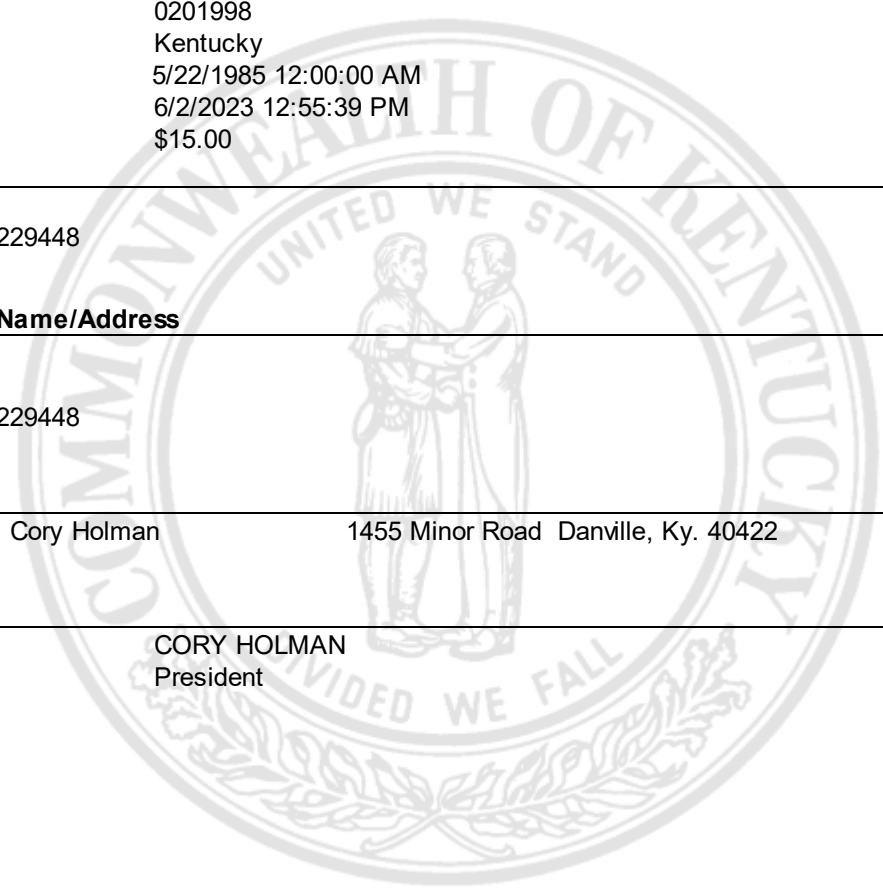 0201998
Kentucky
5/22/1985 12:00:00 AM
6/2/2023 12:55:39 PM
$15.00
229448
Name/Address
229448
Cory Holman 1455 Minor Road Danville, Ky. 40422
CORY HOLMAN
President
COMMONWEALTH OF KENTUCKY
UNITED WE STAND
DIVIDED WE FALL